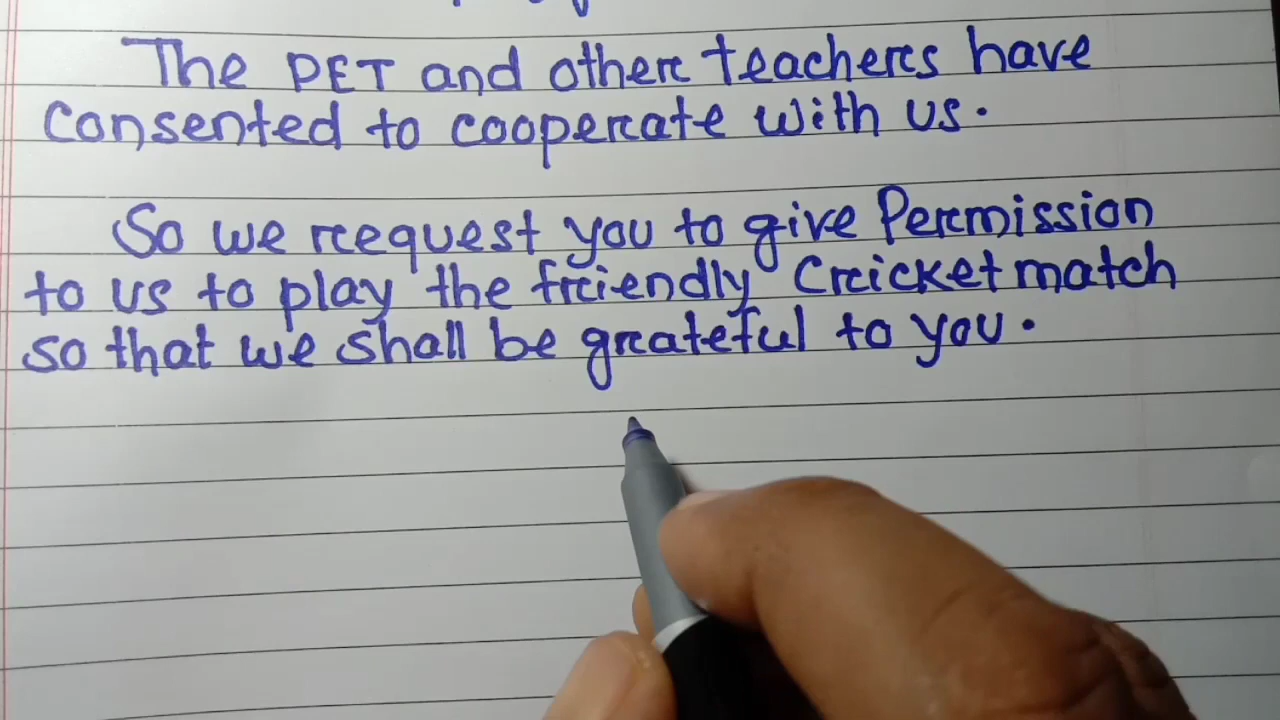 The PET and other teachers have
consented to cooperate with us.
So we request you to give Permission
to us to play the friendly Cricket match
so that we shall be grateful to you.